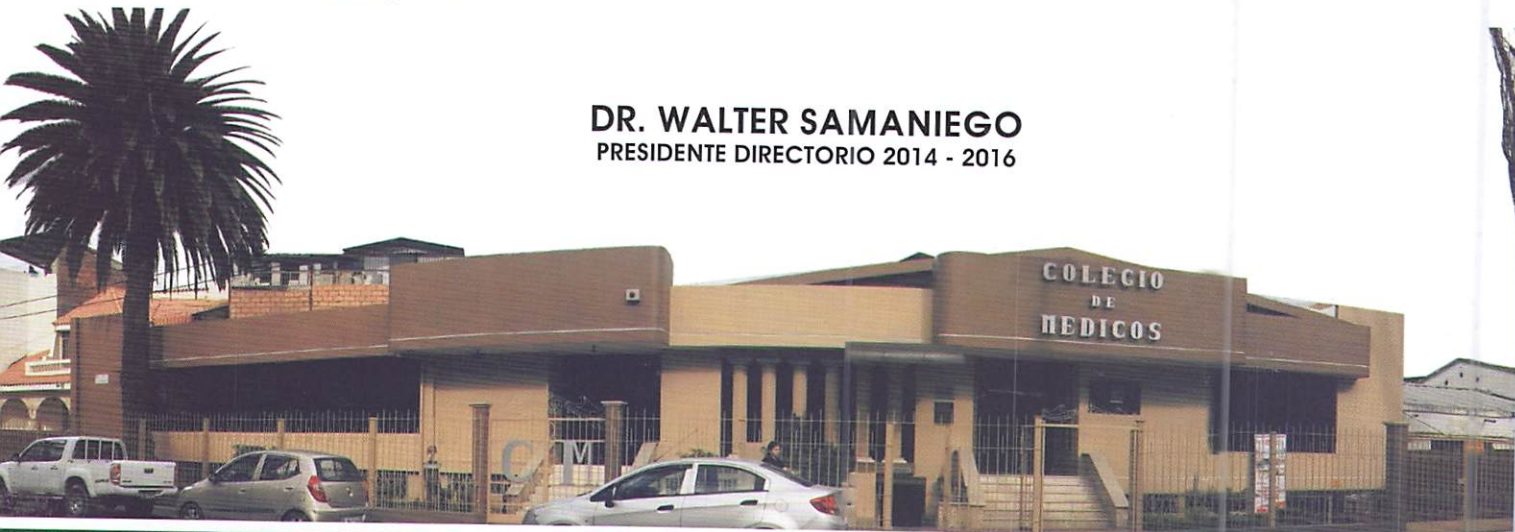 DR. WALTER SAMANIEGO
PRESIDENTE DIRECTORIO 2014 - 2016
COLEGIO
DE
MEDICOS
C M